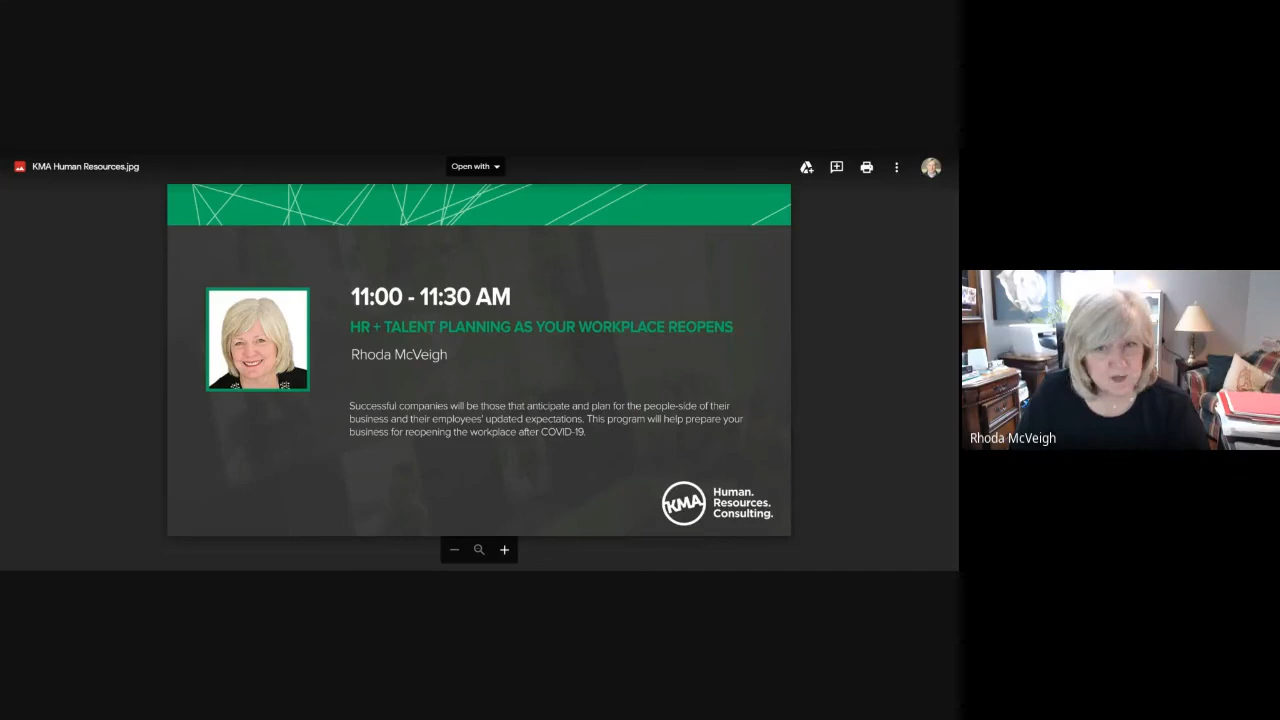 KMA Human Resources.jpg
Open with
11:00 - 11:30 AM
HR + TALENT PLANNING AS YOUR WORKPLACE REOPENS
Rhoda McVeigh
Successful companies will be those that anticipate and plan for the people-side of their
business and their employees' updated expectations. This program will help prepare your
business for reopening the workplace after COVID-19.
KMA
Human.
Resources.
Consulting.
Rhoda McVeigh